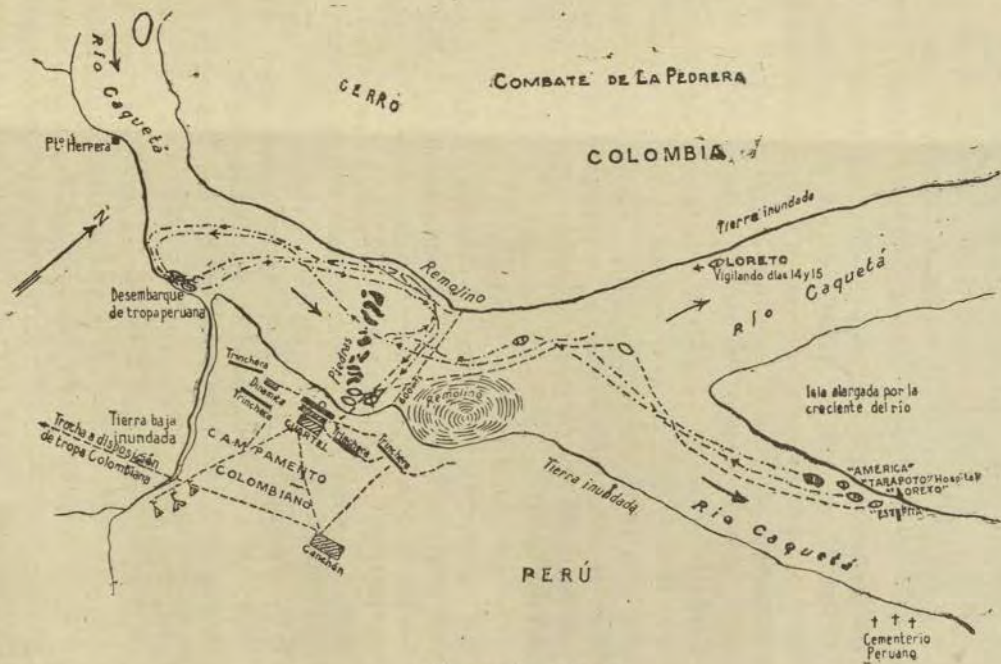 COMBATE DE LA PEDRERA
CERRO
COLOMBIA
RÍO
Caquetá
Pto. Herrera
N
Tierra inundada
LORETO
Vigilando días 14 y 15
RÍO Caquetá
Remolino
Desembarque
de tropa peruana
Piedras
Remolino
Isla alargada por la
creciente del río
Trinchera
Dinamita
Trinchera
CUARTEL
Trinchera
Trinchera
Tierra baja
inundada
Trocha a disposición
de tropa Colombiana
CAMPAMENTO
COLOMBIANO
Canchán
Tierra inundada
"AMERICA"
"TARAPOTO" Hospital
"LORETO"
Río Caquetá
PERÚ
Cementerio
Peruano